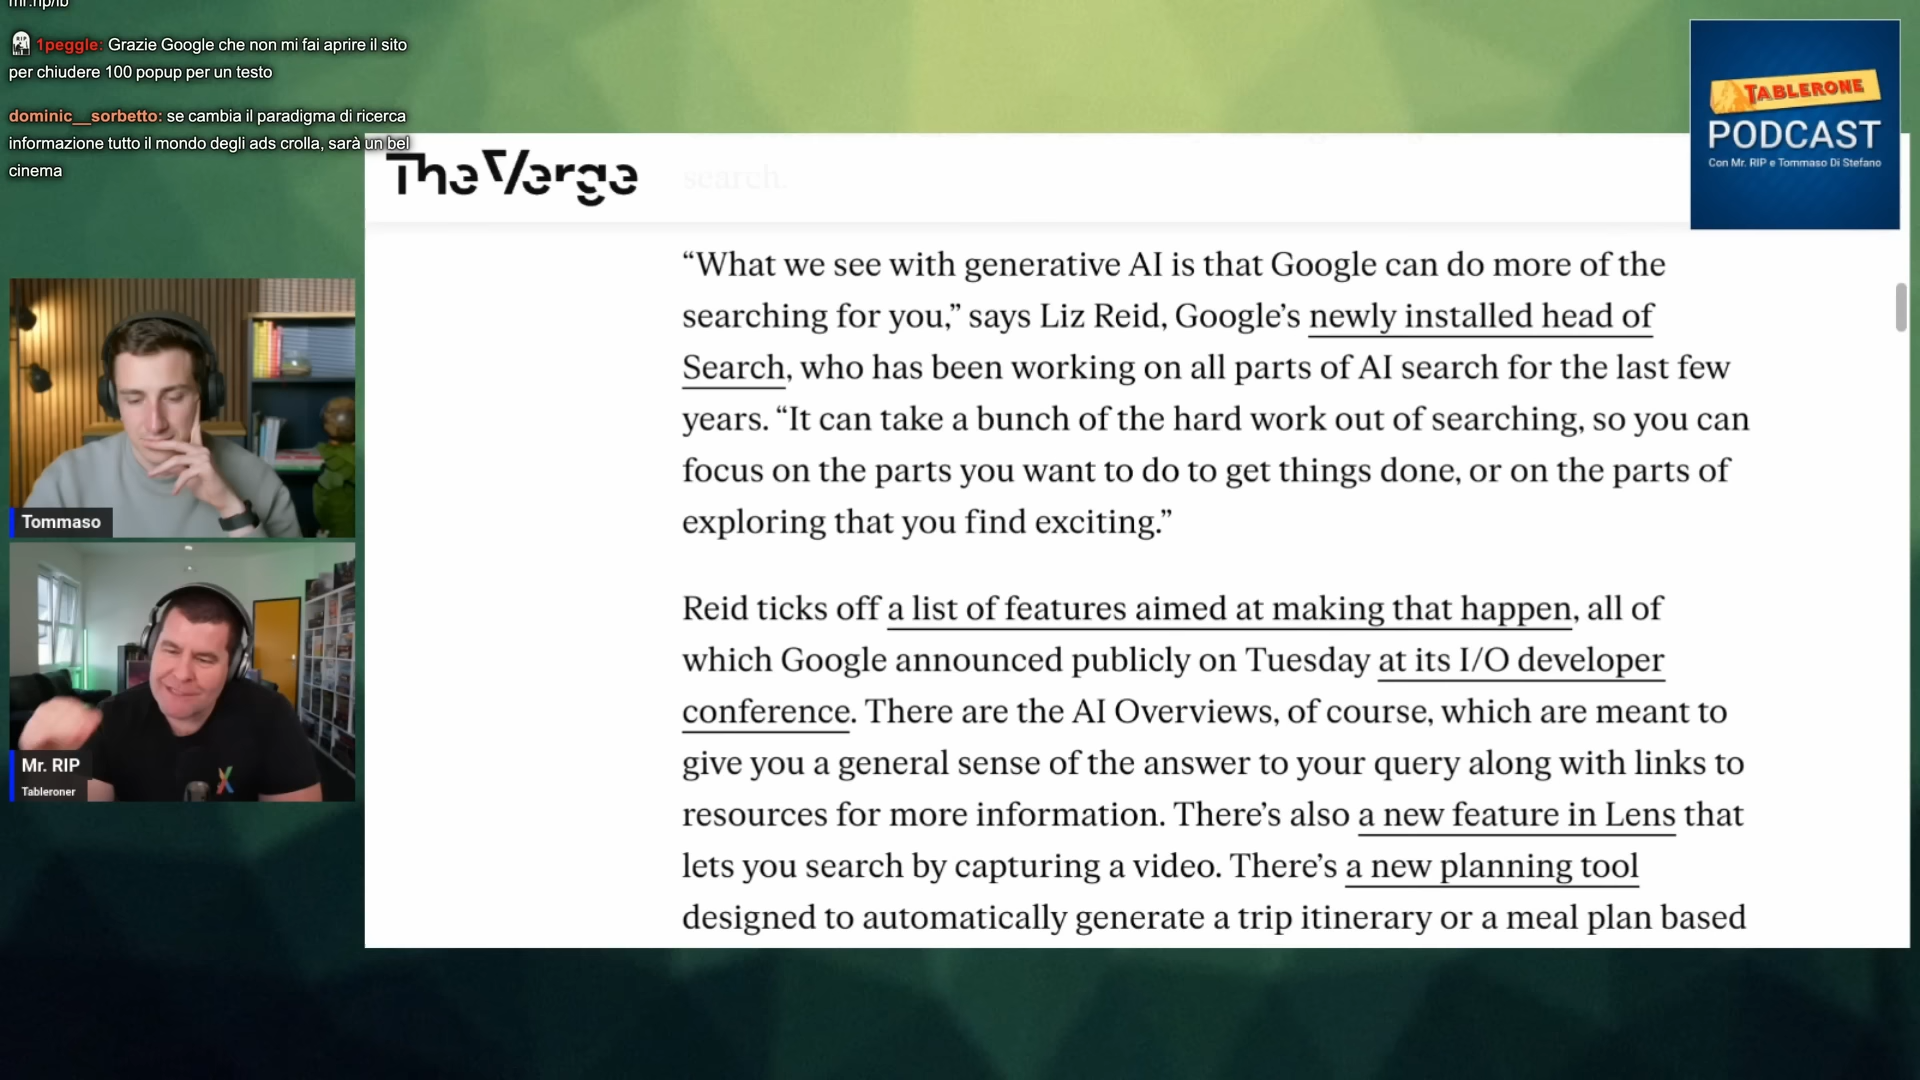 mr.rip/lb
1peggle: Grazie Google che non mi fai aprire il sito
per chiudere 100 popup per un testo
dominic__sorbetto: se cambia il paradigma di ricerca
informazione tutto il mondo degli ads crolla, sarà un bel
cinema
The Verge
search.
TABLERONE
PODCAST
Con Mr. RIP e Tommaso Di Stefano
“What we see with generative AI is that Google can do more of the
searching for you,” says Liz Reid, Google’s newly installed head of
Search, who has been working on all parts of AI search for the last few
years. “It can take a bunch of the hard work out of searching, so you can
focus on the parts you want to do to get things done, or on the parts of
exploring that you find exciting.”
Reid ticks off a list of features aimed at making that happen, all of
which Google announced publicly on Tuesday at its I/O developer
conference. There are the AI Overviews, of course, which are meant to
give you a general sense of the answer to your query along with links to
resources for more information. There’s also a new feature in Lens that
lets you search by capturing a video. There’s a new planning tool
designed to automatically generate a trip itinerary or a meal plan based
Tommaso
Mr. RIP
Tableroner